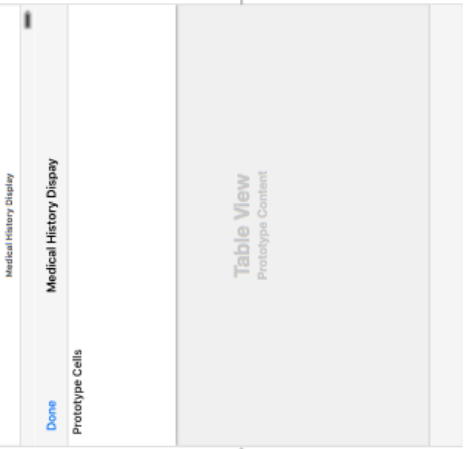 Medical History Display
Done Medical History Dispay
Prototype Cells
Table View
Prototype Content